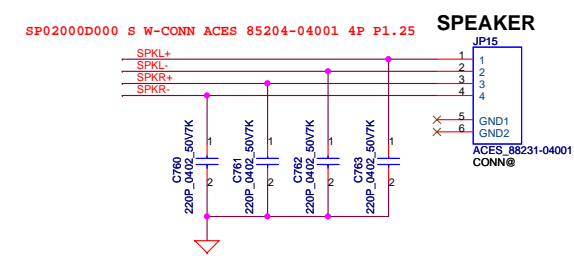 SPEAKER
SP02000D000 S W-CONN ACES 85204-04001 4P P1.25
JP15
SPKL+
SPKL-
SPKR+
SPKR-
1 1
2 2
3 3
4 4
5 GND1
6 GND2
ACES_88231-04001
CONN@
C760
220P_0402_50V7K
1
2
C761
220P_0402_50V7K
1
2
C762
220P_0402_50V7K
1
2
C763
220P_0402_50V7K
1
2